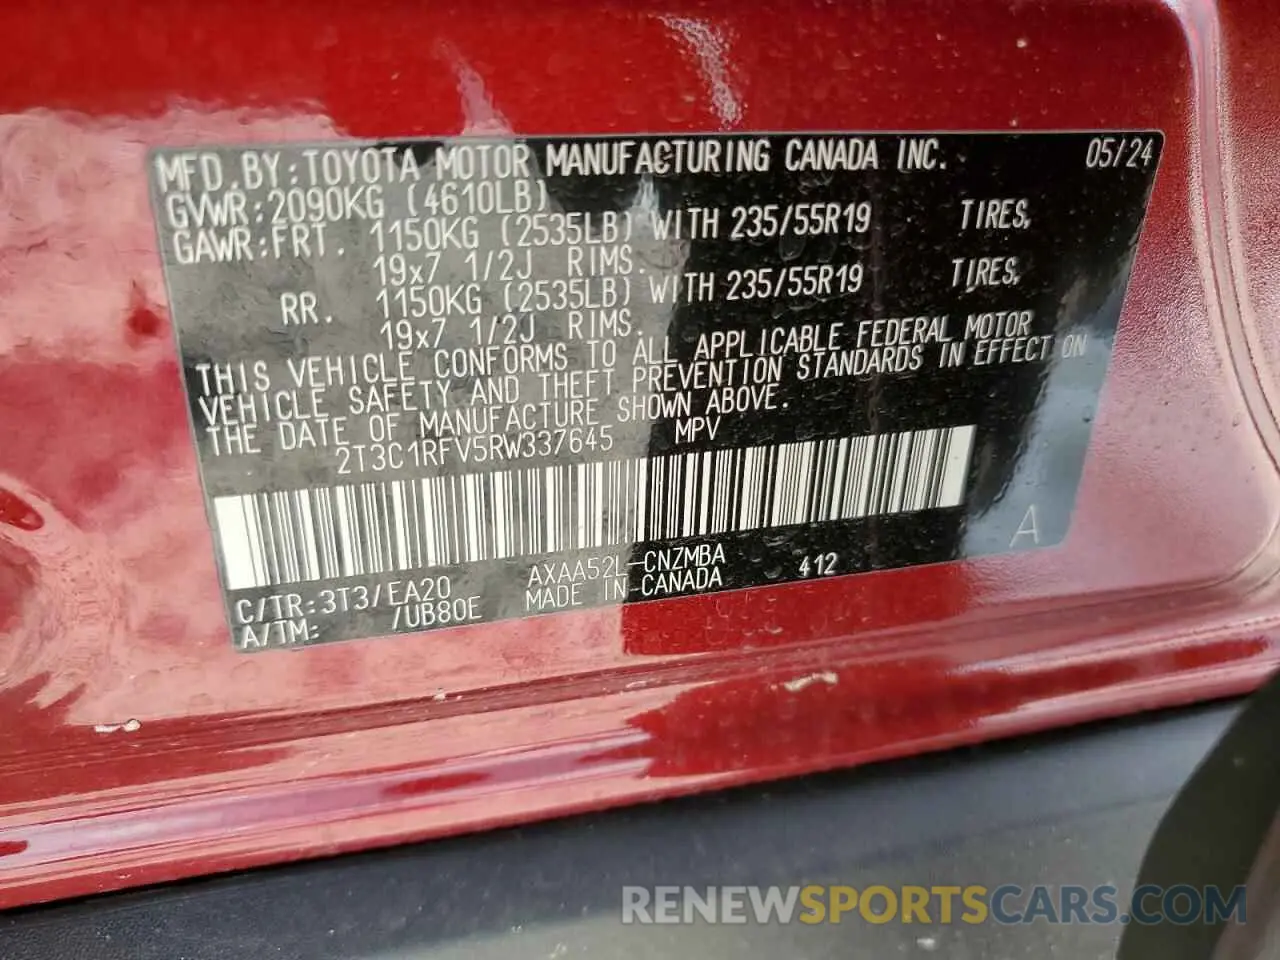 MFD.BY:TOYOTA MOTOR MANUFACTURING CANADA INC. 05/24
GVWR:2090KG (4610LB)
GAWR:FRT. 1150KG (2535LB) WITH 235/55R19 TIRES,
19x7 1/2J RIMS.
RR. 1150KG (2535LB) WITH 235/55R19 TIRES,
19x7 1/2J RIMS.
THIS VEHICLE CONFORMS TO ALL APPLICABLE FEDERAL MOTOR
VEHICLE SAFETY AND THEFT PREVENTION STANDARDS IN EFFECT ON
THE DATE OF MANUFACTURE SHOWN ABOVE.
2T3C1RFV5RW337645 MPV
A
C/TR:3T3/EA20 AXAA52L-CNZMBA 412
A/TM: /UB80E MADE IN CANADA
RENEWSPORTSCARS.COM